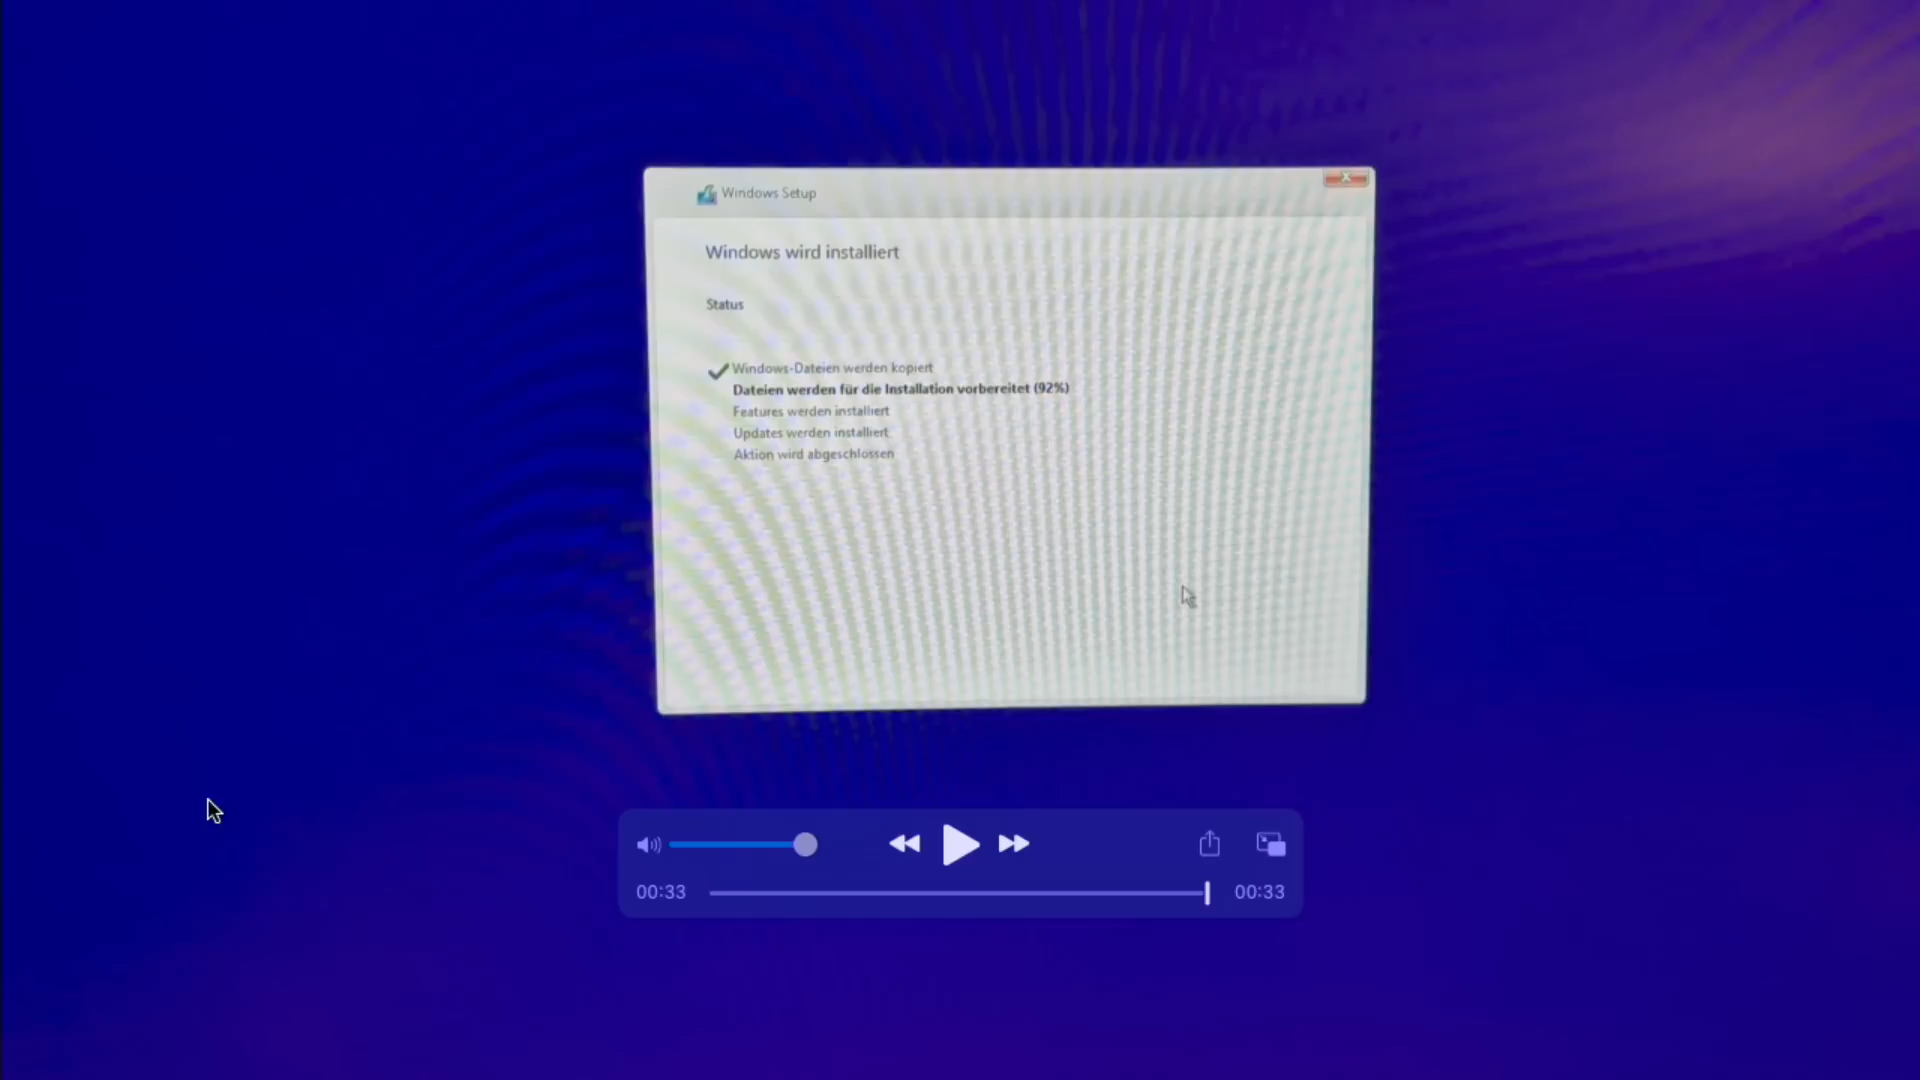 Windows Setup
Windows wird installiert
Status
Windows-Dateien werden kopiert
Dateien werden für die Installation vorbereitet (92%)
Features werden installiert
Updates werden installiert
Aktion wird abgeschlossen
00:33
00:33